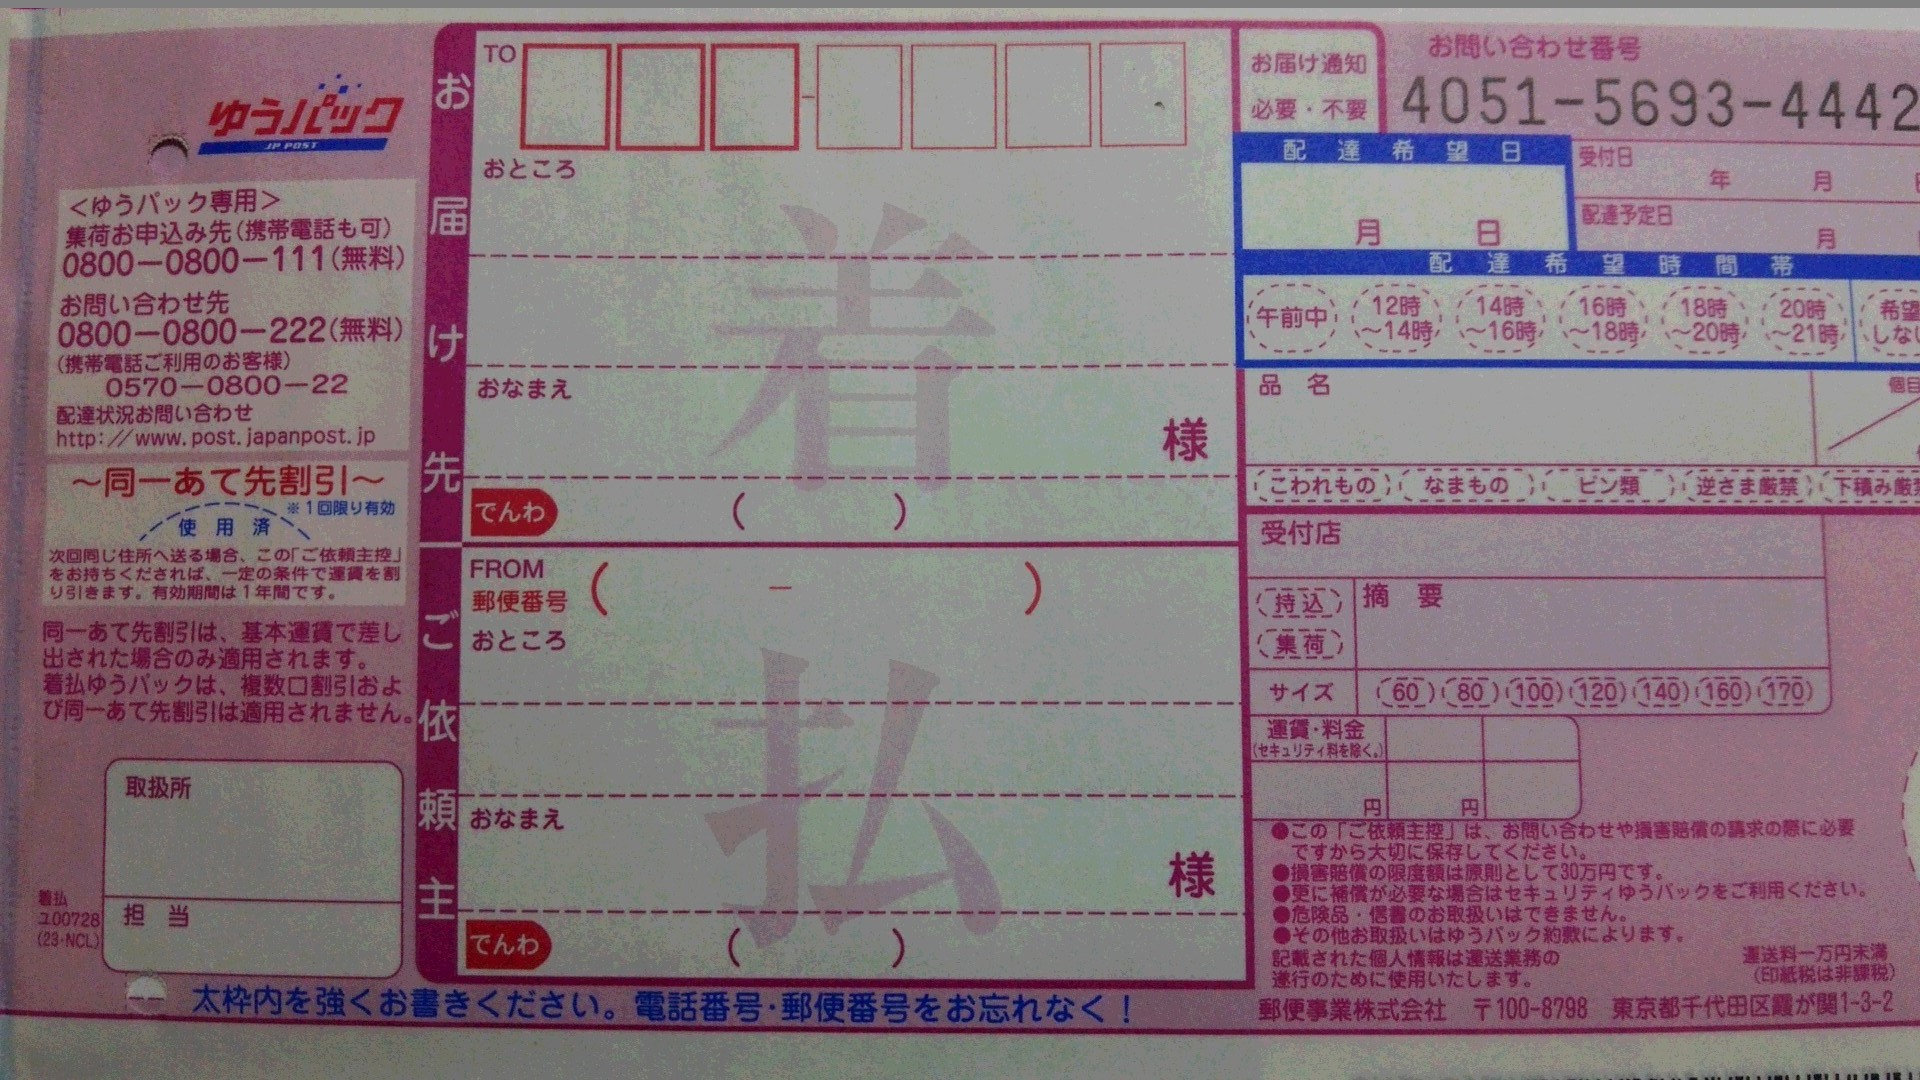 ゆうパック
JP POST
<ゆうパック専用>
集荷お申込み先(携帯電話も可)
0800-0800-111(無料)
お問い合わせ先
0800-0800-222(無料)
(携帯電話ご利用のお客様)
0570-0800-22
配達状況お問い合わせ
http://www.post.japanpost.jp
~同一あて先割引~
※1回限り有効
使用済
次回同じ住所へ送る場合、この「ご依頼主控」
をお持ちくだされば、一定の条件で運賃を割
り引きます。有効期間は1年間です。
同一あて先割引は、基本運賃で差し
出された場合のみ適用されます。
着払ゆうパックは、複数口割引およ
び同一あて先割引は適用されません。
取扱所
担当
着払
ユ00728
(23・NCL)
お届け先
TO
おところ
おなまえ
様
でんわ ( )
着払
ご依頼主
FROM
郵便番号 ( - )
おところ
おなまえ
様
でんわ ( )
太枠内を強くお書きください。電話番号・郵便番号をお忘れなく!
お届け通知
必要・不要
お問い合わせ番号
4051-5693-4442
配達希望日
月 日
受付日
年 月
配達予定日
月
配達希望時間帯
午前中
12時~14時
14時~16時
16時~18時
18時~20時
20時~21時
希望しない
品名
個目
こわれもの なまもの ビン類 逆さま厳禁 下積み厳禁
受付店
持込
集荷
摘要
サイズ 60 80 100 120 140 160 170
運賃・料金
(セキュリティ料を除く。)
円 円
●この「ご依頼主控」は、お問い合わせや損害賠償の請求の際に必要
ですから大切に保存してください。
●損害賠償の限度額は原則として30万円です。
●更に補償が必要な場合はセキュリティゆうパックをご利用ください。
●危険品・信書のお取扱いはできません。
●その他お取扱いはゆうパック約款によります。
記載された個人情報は運送業務の
遂行のために使用いたします。
運送料一万円未満
(印紙税は非課税)
郵便事業株式会社 〒100-8798 東京都千代田区霞が関1-3-2